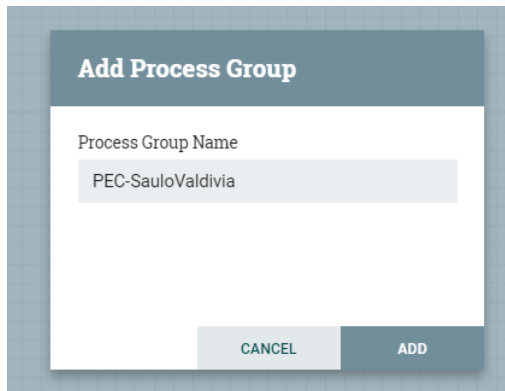 Add Process Group
Process Group Name
PEC-SauloValdivia
CANCEL
ADD